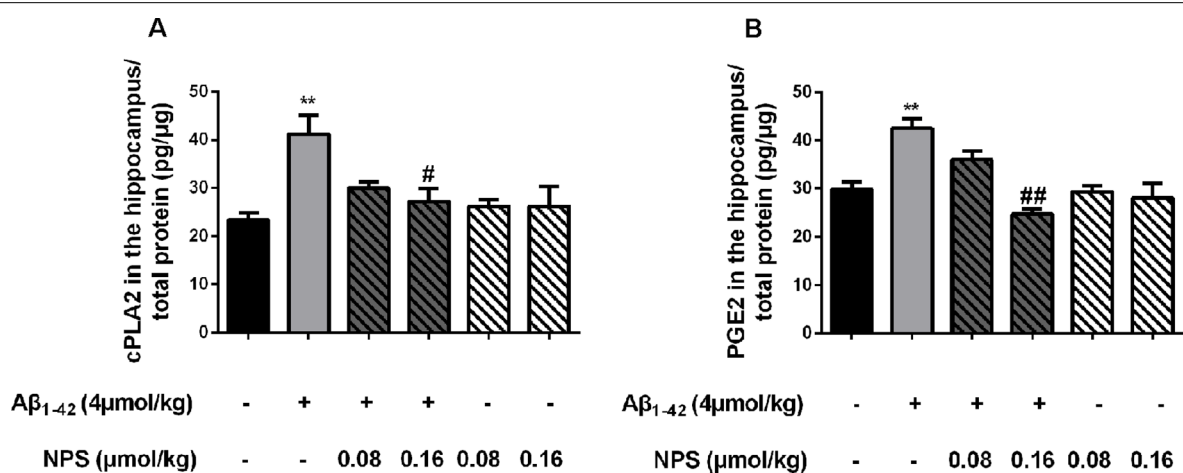 A
cPLA2 in the hippocampus/
total protein (pg/µg)
50
40
30
20
10
0
**
#
Aβ1-42 (4µmol/kg) - + + + - -
NPS (µmol/kg) - - 0.08 0.16 0.08 0.16
B
PGE2 in the hippocampus/
total protein (pg/µg)
50
40
30
20
10
0
**
##
Aβ1-42 (4µmol/kg) - + + + - -
NPS (µmol/kg) - - 0.08 0.16 0.08 0.16